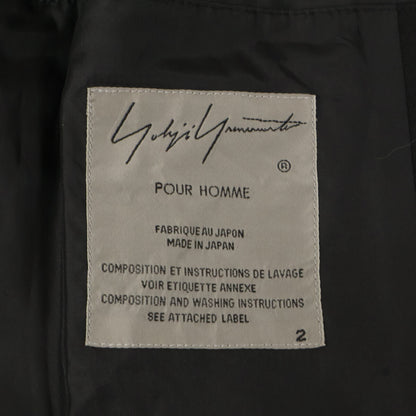 Yohji Yamamoto
®
POUR HOMME
FABRIQUE AU JAPON
MADE IN JAPAN
COMPOSITION ET INSTRUCTIONS DE LAVAGE
VOIR ETIQUETTE ANNEXE
COMPOSITION AND WASHING INSTRUCTIONS
SEE ATTACHED LABEL
2